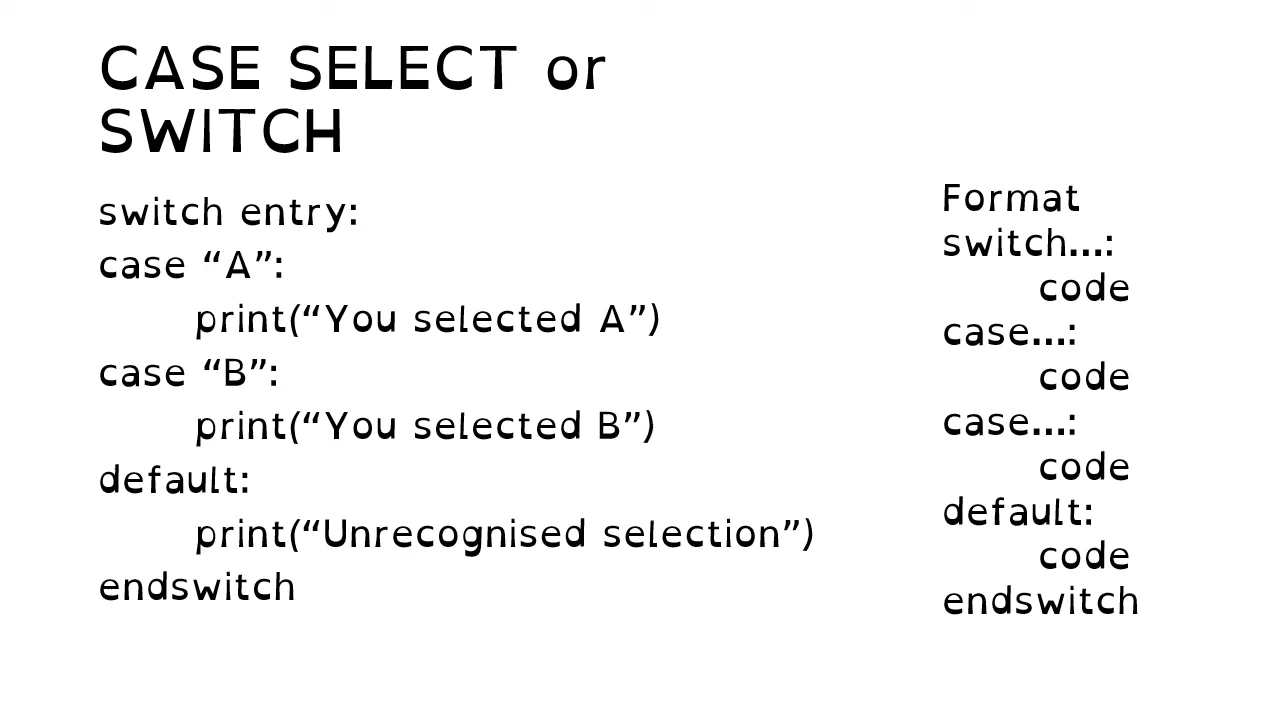 CASE SELECT or
SWITCH
switch entry:
case “A”:
print(“You selected A”)
case “B”:
print(“You selected B”)
default:
print(“Unrecognised selection”)
endswitch
Format
switch…:
code
case…:
code
case…:
code
default:
code
endswitch